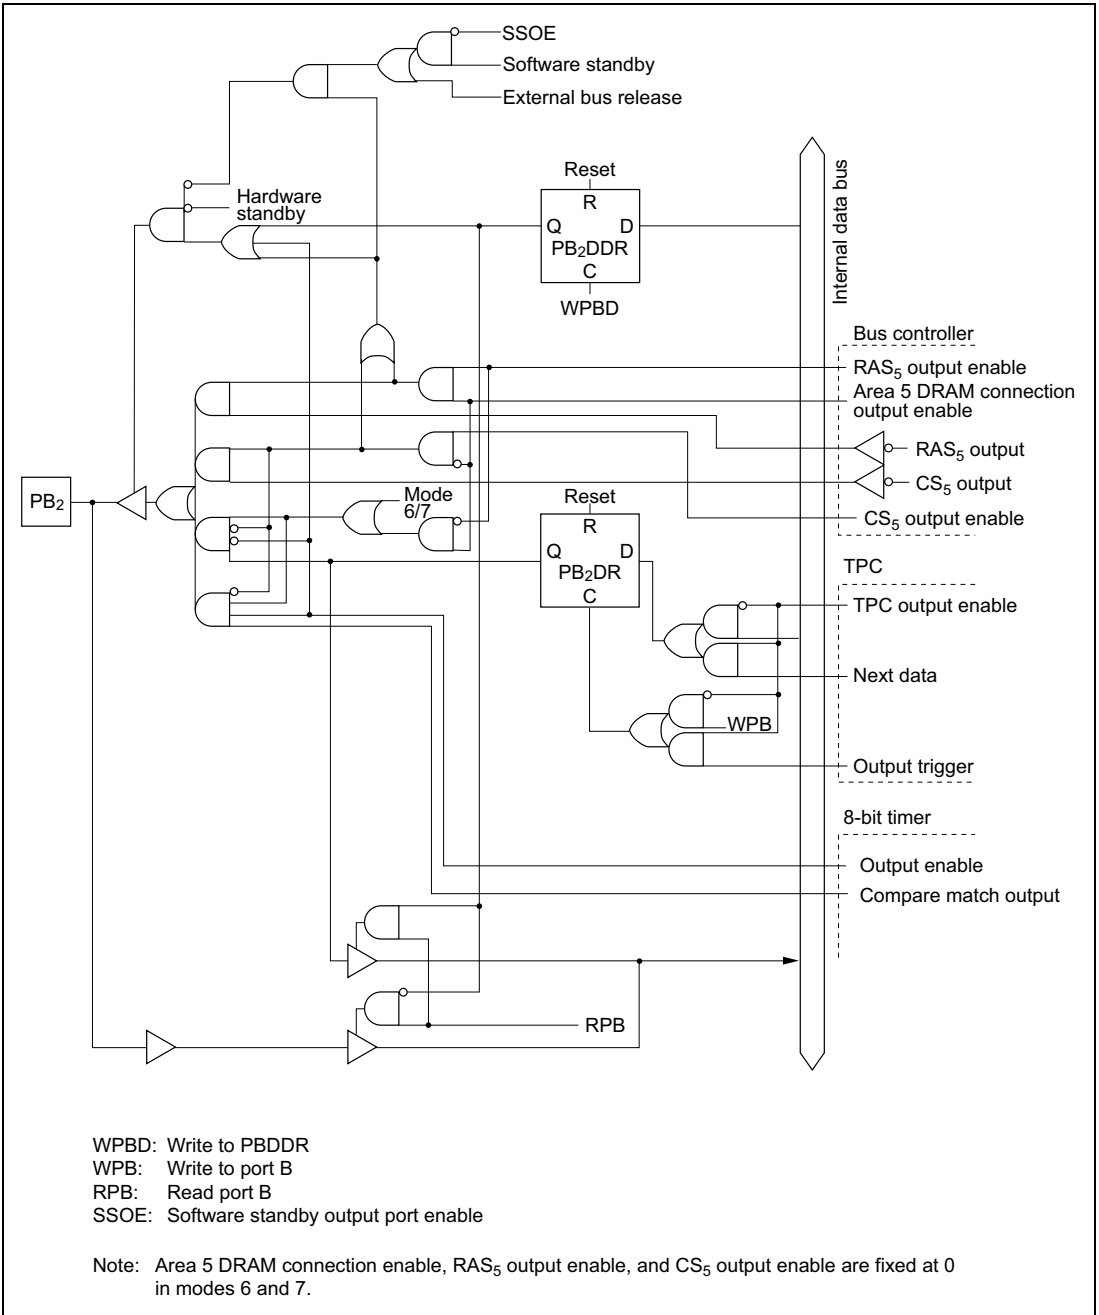 SSOE
Software standby
External bus release
Hardware
standby
Reset
R
Q D
PB₂DDR
C
WPBD
Internal data bus
Bus controller
RAS₅ output enable
Area 5 DRAM connection
output enable
RAS₅ output
CS₅ output
CS₅ output enable
PB₂
Mode
6/7
Reset
R
Q D
PB₂DR
C
TPC
TPC output enable
Next data
WPB
Output trigger
8-bit timer
Output enable
Compare match output
RPB
WPBD: Write to PBDDR
WPB: Write to port B
RPB: Read port B
SSOE: Software standby output port enable
Note: Area 5 DRAM connection enable, RAS₅ output enable, and CS₅ output enable are fixed at 0
in modes 6 and 7.